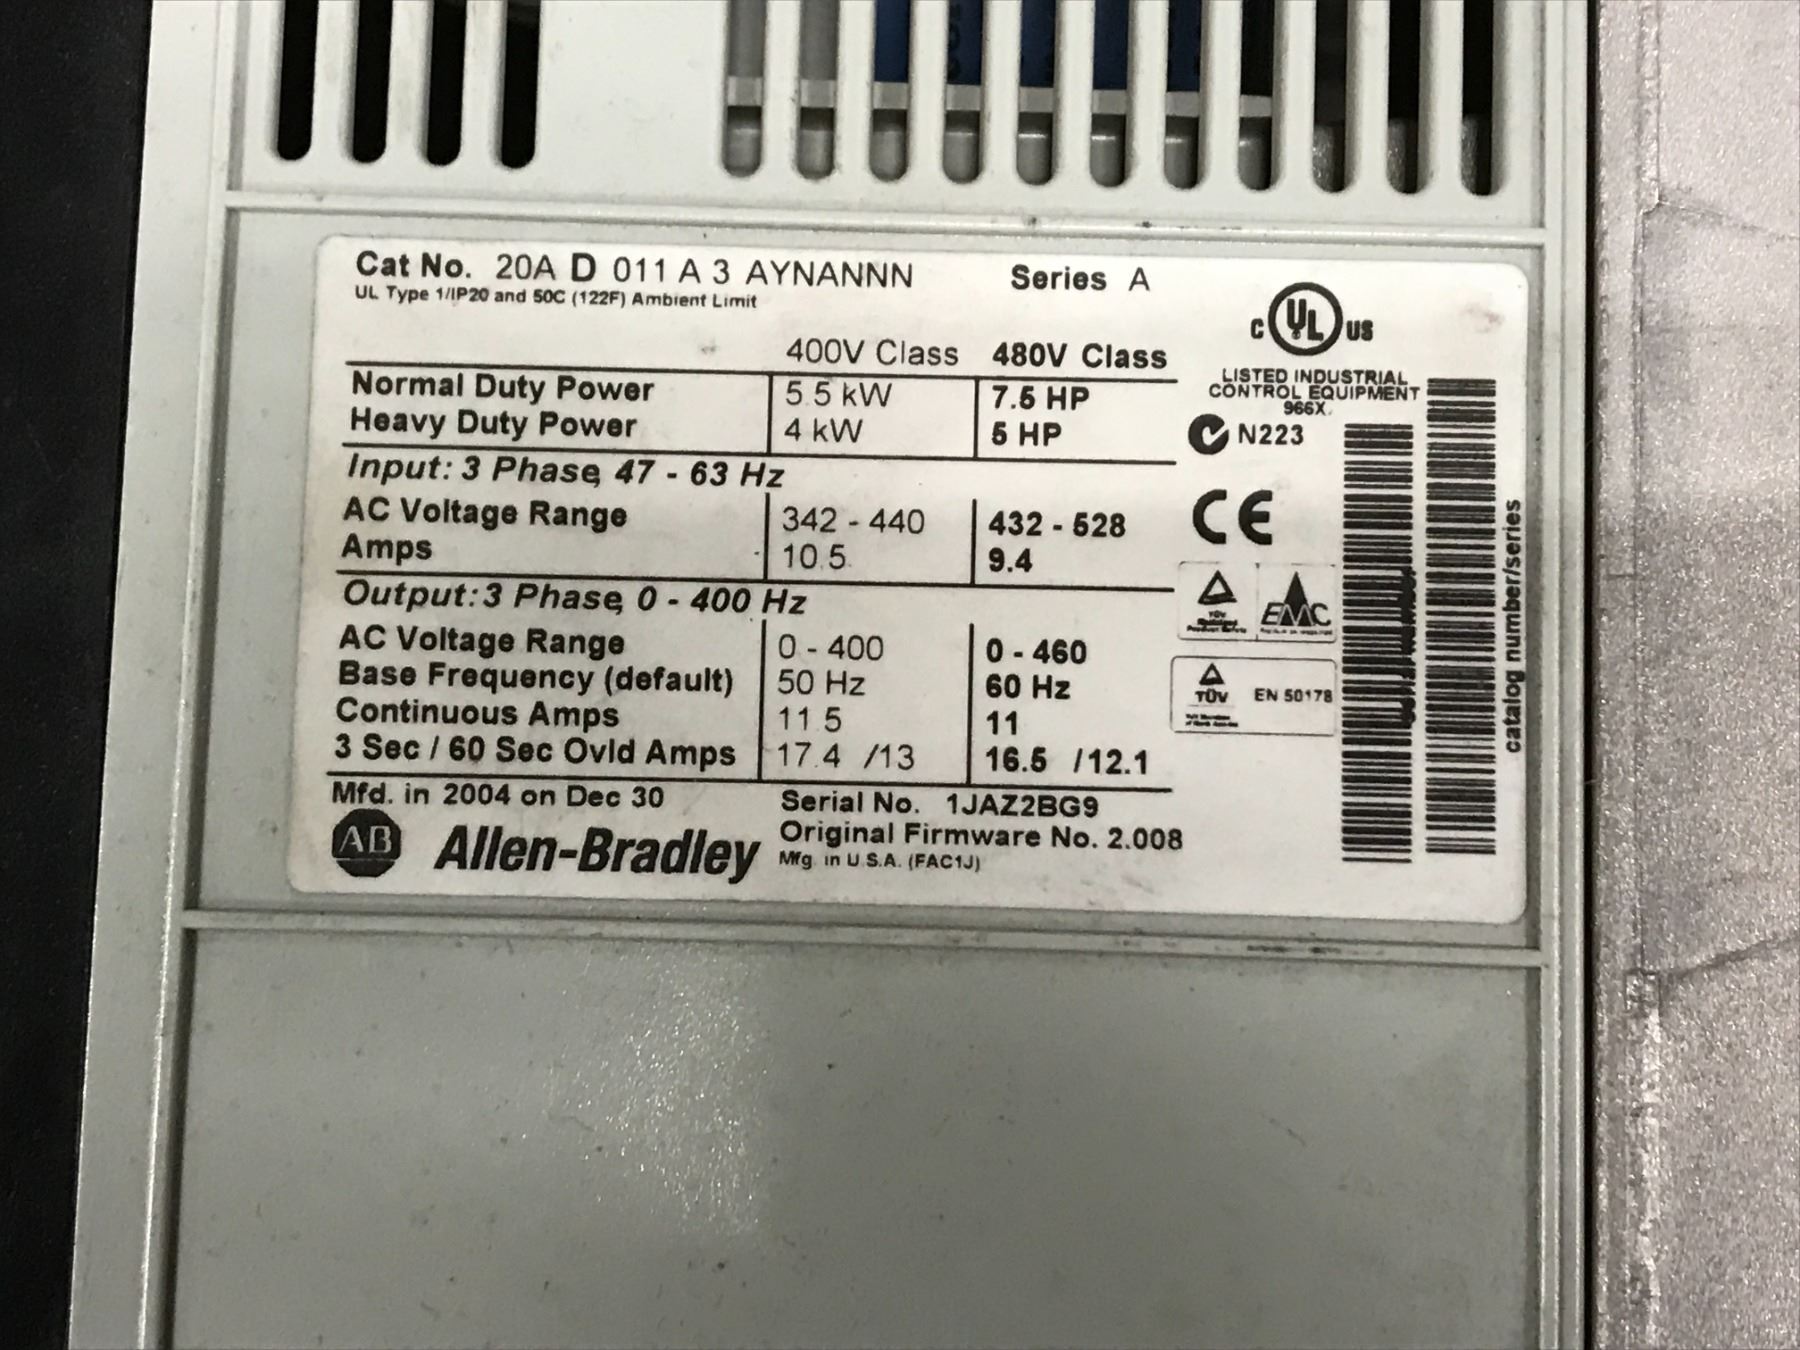 Cat No. 20A D 011 A 3 AYNANNN Series A
UL Type 1/IP20 and 50C (122F) Ambient Limit
400V Class 480V Class
Normal Duty Power 5.5 kW 7.5 HP
Heavy Duty Power 4 kW 5 HP
Input: 3 Phase, 47 - 63 Hz
AC Voltage Range 342 - 440 432 - 528
Amps 10.5 9.4
Output: 3 Phase, 0 - 400 Hz
AC Voltage Range 0 - 400 0 - 460
Base Frequency (default) 50 Hz 60 Hz
Continuous Amps 11.5 11
3 Sec / 60 Sec Ovld Amps 17.4 /13 16.5 /12.1
Mfd. in 2004 on Dec 30
Serial No. 1JAZ2BG9
Original Firmware No. 2.008
AB Allen-Bradley
Mfg. in U.S.A. (FAC1J)
C UL US
LISTED INDUSTRIAL
CONTROL EQUIPMENT
966X
N223
CE
EMC
TÜV EN 50178
catalog number/series